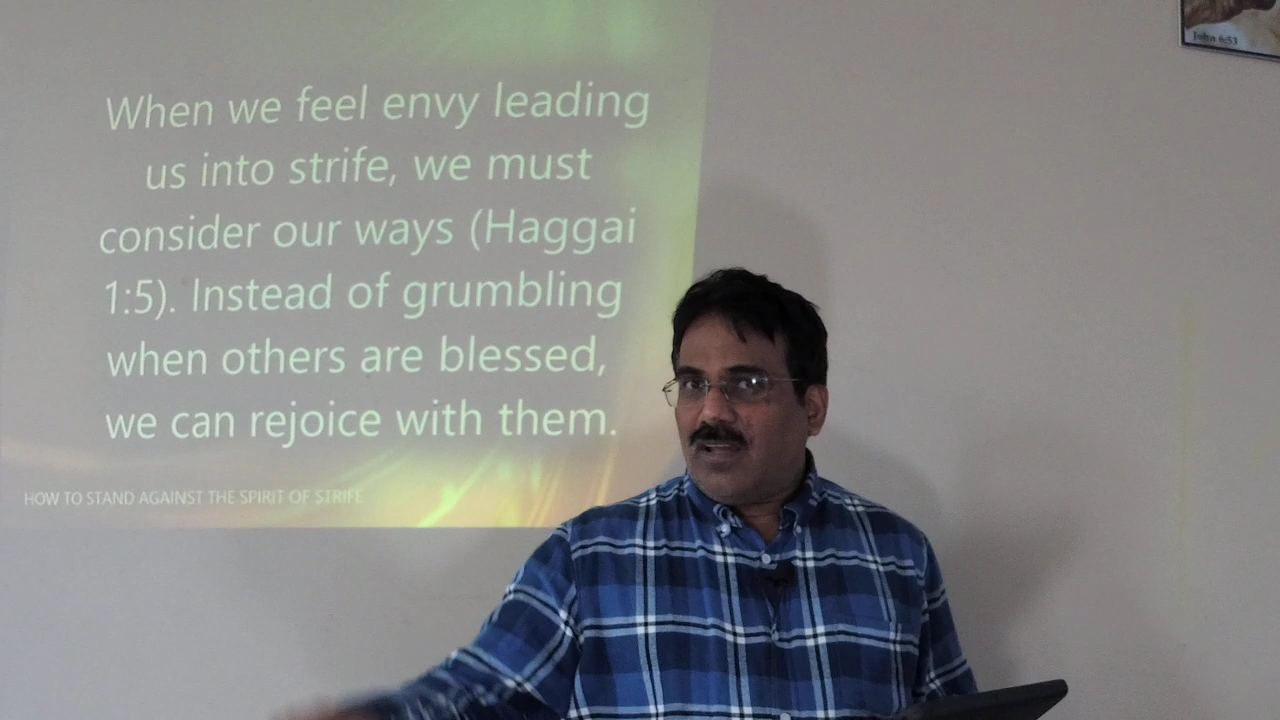 When we feel envy leading
us into strife, we must
consider our ways (Haggai
1:5). Instead of grumbling
when others are blessed,
we can rejoice with them.
HOW TO STAND AGAINST THE SPIRIT OF STRIFE
John 6:53